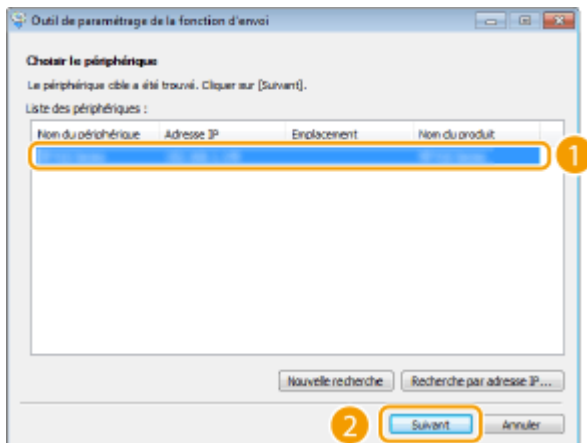 Outil de paramétrage de la fonction d'envoi
Choisir le périphérique
Le périphérique cible a été trouvé. Cliquer sur [Suivant].
Liste des périphériques :
Nom du périphérique Adresse IP Emplacement Nom du produit
1
Nouvelle recherche Recherche par adresse IP...
2 Suivant Annuler